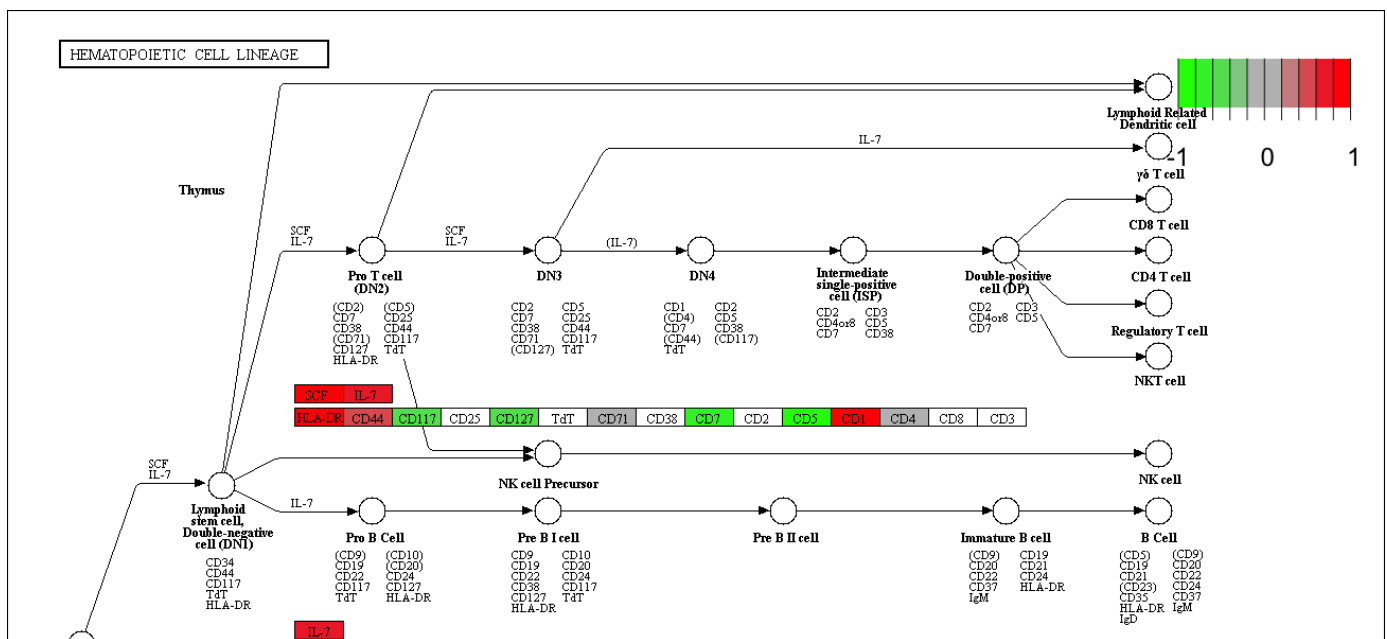 HEMATOPOIETIC CELL LINEAGE
Lymphoid Related
Dendritic cell
-1 0 1
IL-7
γδ T cell
Thymus
CD8 T cell
SCF
IL-7
SCF
IL-7
(IL-7)
Pro T cell
(DN2)
DN3
DN4
Intermediate
single-positive
cell (ISP)
Double-positive
cell (DP)
CD4 T cell
Regulatory T cell
NKT cell
(CD2) (CD5)
CD7 CD25
CD38 CD44
(CD71) CD117
CD127 TdT
HLA-DR
CD2 CD5
CD7 CD25
CD38 CD44
CD71 CD117
(CD127) TdT
CD1 CD2
(CD4) CD5
CD7 CD38
(CD44) (CD117)
TdT
CD2 CD3
CD4or8 CD5
CD7 CD38
CD2 CD3
CD4or8 CD5
CD7
SCF IL-7
HLA-DR CD44 CD117 CD25 CD127 TdT CD71 CD38 CD7 CD2 CD5 CD1 CD4 CD8 CD3
SCF
IL-7
NK cell Precursor
NK cell
IL-7
Lymphoid
stem cell,
Double-negative
cell (DN1)
CD34
CD44
CD117
TdT
HLA-DR
Pro B Cell
(CD9) (CD10)
CD19 (CD20)
CD22 CD24
CD117 CD127
TdT HLA-DR
Pre B I cell
CD9 CD10
CD19 CD20
CD22 CD24
CD38 CD117
CD127 TdT
HLA-DR
Pre B II cell
Immature B cell
(CD9) CD19
CD20 CD21
CD22 CD24
CD37 HLA-DR
IgM
B Cell
(CD5) (CD9)
CD19 CD20
CD21 CD22
(CD23) CD24
CD35 CD37
HLA-DR IgM
IgD
IL-7